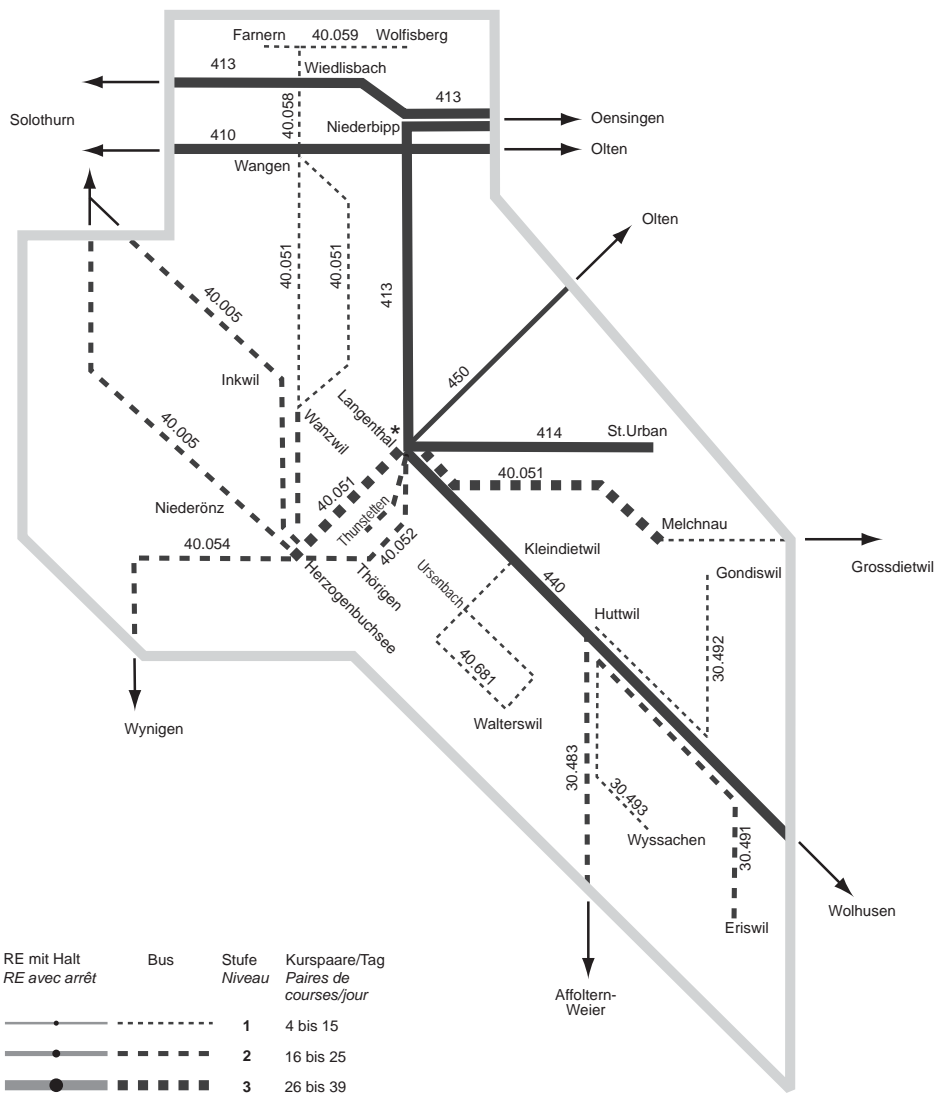 Farnern 40.059 Wolfisberg
413
Wiedlisbach
413
Solothurn
40.058
Niederbipp
Oensingen
410
Olten
Wangen
Olten
40.051
40.051
413
40.005
450
Inkwil
Langenthal
*
Wanzwil
40.005
414
St.Urban
40.051
40.051
Niederönz
Thunstetten
Melchnau
40.054
40.052
Kleindietwil
Grossdietwil
Ursenbach
Thörigen
440
Gondiswil
Herzogenbuchsee
Huttwil
30.492
40.681
Walterswil
Wynigen
30.483
30.493
Wyssachen
30.491
Wolhusen
Eriswil
Affoltern-
Weier
RE mit Halt Bus Stufe Kurspaare/Tag
RE avec arrêt Niveau Paires de
courses/jour
1 4 bis 15
2 16 bis 25
3 26 bis 39